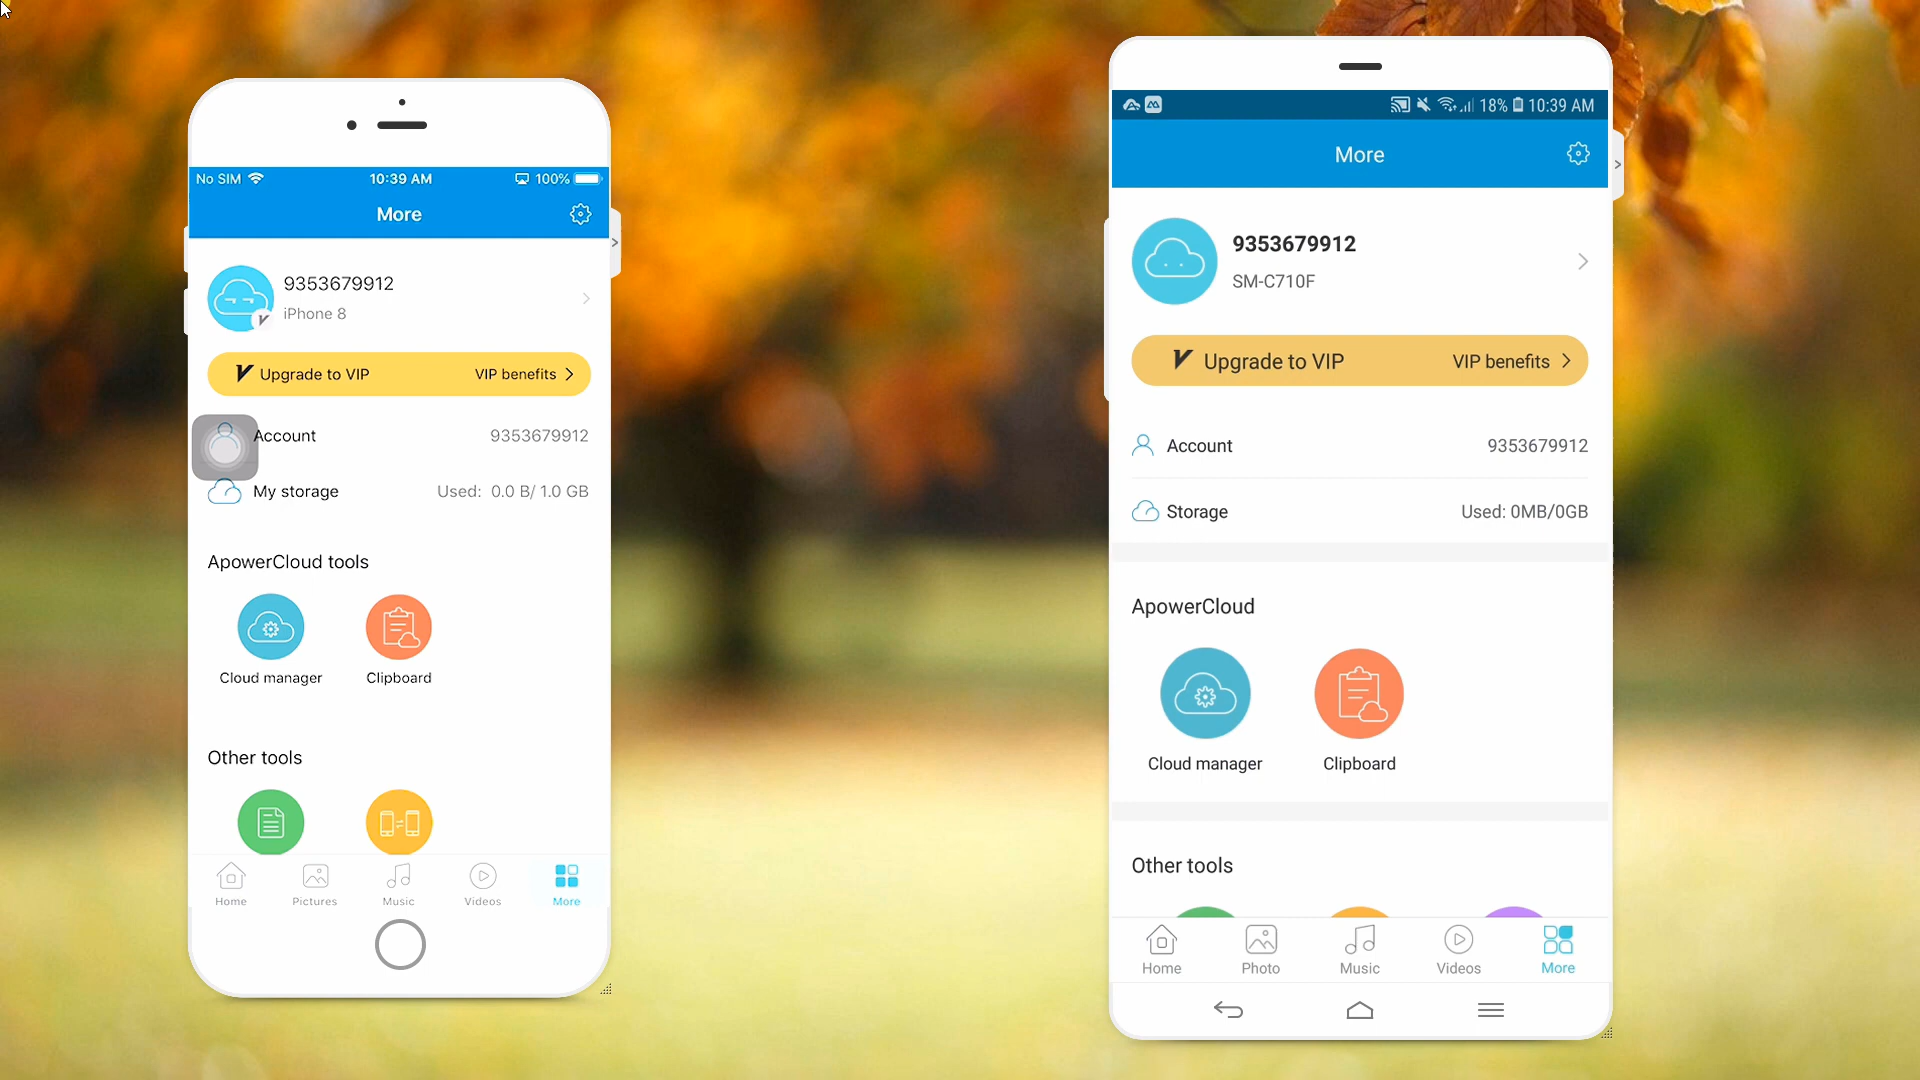 No SIM 10:39 AM 100%
More
9353679912
iPhone 8
Upgrade to VIP VIP benefits
Account 9353679912
My storage Used: 0.0 B/ 1.0 GB
ApowerCloud tools
Cloud manager Clipboard
Other tools
Home Pictures Music Videos More
18% 10:39 AM
More
9353679912
SM-C710F
Upgrade to VIP VIP benefits
Account 9353679912
Storage Used: 0MB/0GB
ApowerCloud
Cloud manager Clipboard
Other tools
Home Photo Music Videos More